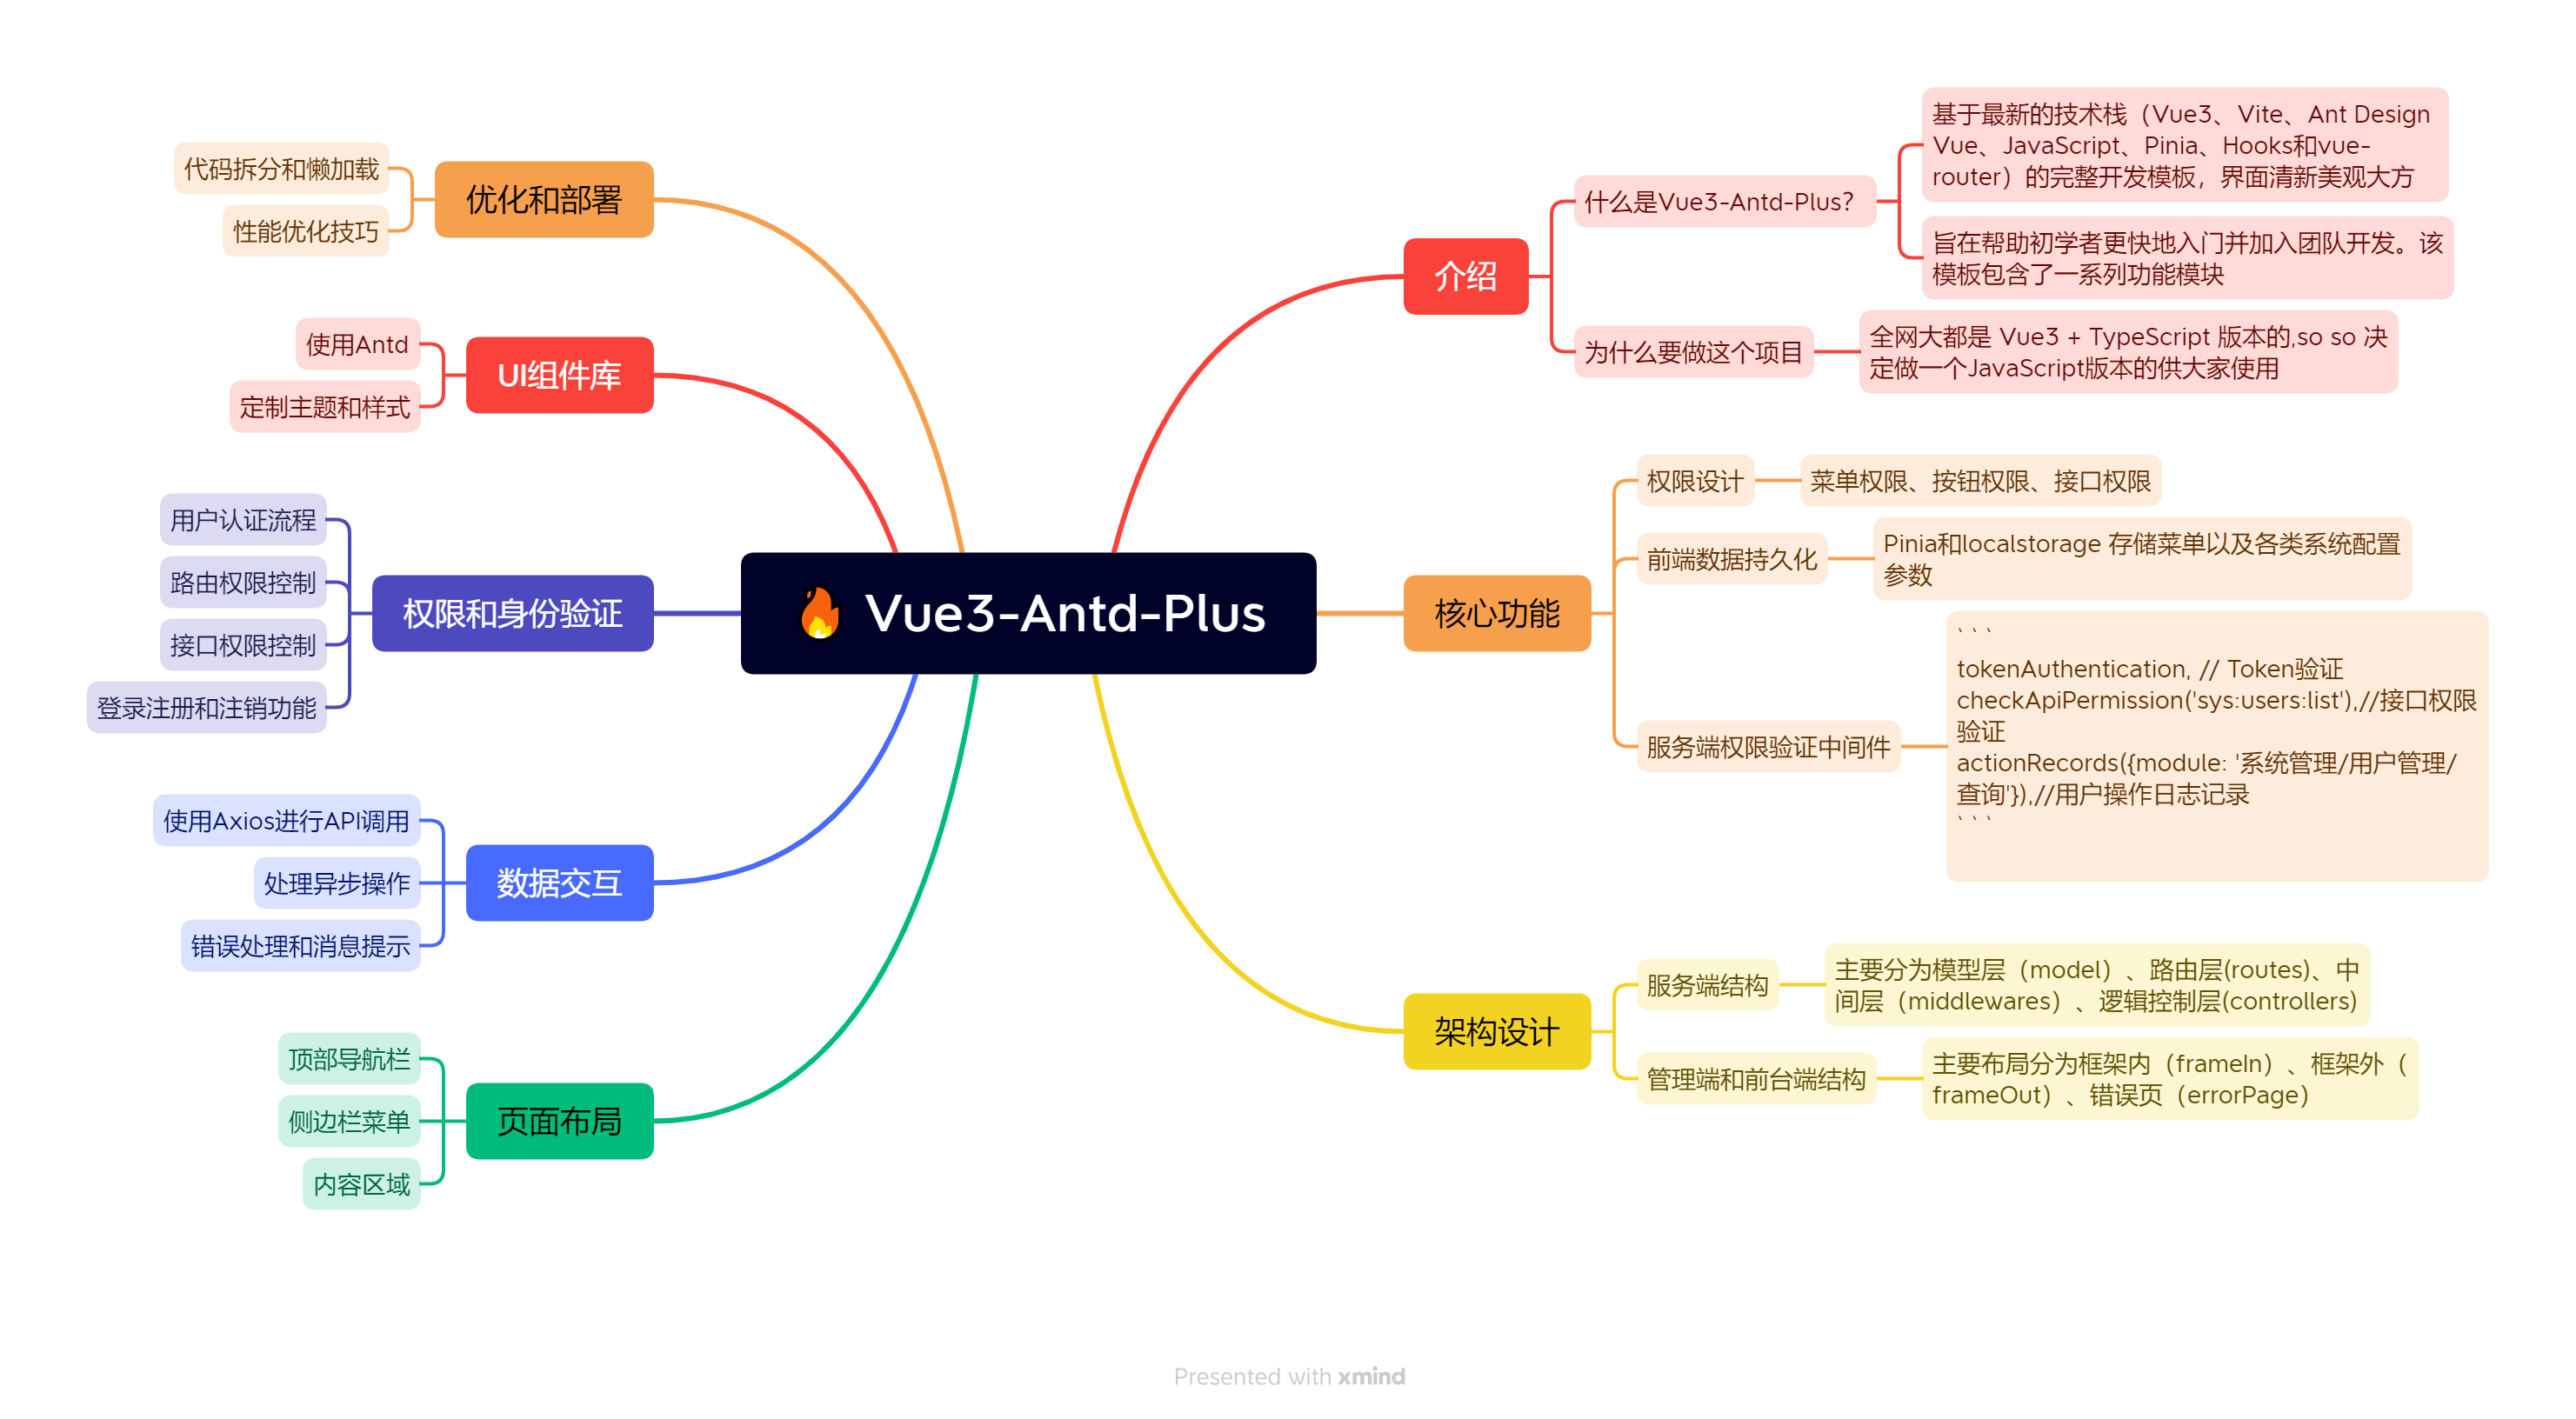 🔥 Vue3-Antd-Plus
介绍
什么是Vue3-Antd-Plus？
基于最新的技术栈（Vue3、Vite、Ant Design
Vue、JavaScript、Pinia、Hooks和vue-
router）的完整开发模板，界面清新美观大方
旨在帮助初学者更快地入门并加入团队开发。该
模板包含了一系列功能模块
为什么要做这个项目
全网大都是 Vue3 + TypeScript 版本的,so so 决
定做一个JavaScript版本的供大家使用
核心功能
权限设计
菜单权限、按钮权限、接口权限
前端数据持久化
Pinia和localstorage 存储菜单以及各类系统配置
参数
服务端权限验证中间件
```
tokenAuthentication, // Token验证
checkApiPermission('sys:users:list'),//接口权限
验证
actionRecords({module: '系统管理/用户管理/
查询'}),//用户操作日志记录
```
架构设计
服务端结构
主要分为模型层（model）、路由层(routes)、中
间层（middlewares）、逻辑控制层(controllers)
管理端和前台端结构
主要布局分为框架内（frameIn）、框架外（
frameOut）、错误页（errorPage）
优化和部署
代码拆分和懒加载
性能优化技巧
UI组件库
使用Antd
定制主题和样式
权限和身份验证
用户认证流程
路由权限控制
接口权限控制
登录注册和注销功能
数据交互
使用Axios进行API调用
处理异步操作
错误处理和消息提示
页面布局
顶部导航栏
侧边栏菜单
内容区域
Presented with xmind